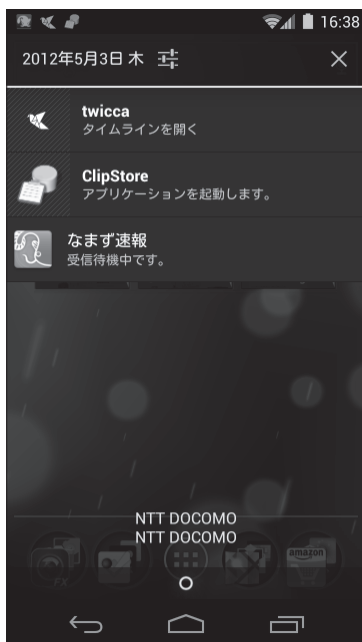 16:38
2012年5月3日 木
twicca
タイムラインを開く
ClipStore
アプリケーションを起動します。
なまず速報
受信待機中です。
NTT DOCOMO
NTT DOCOMO
FX
amazon